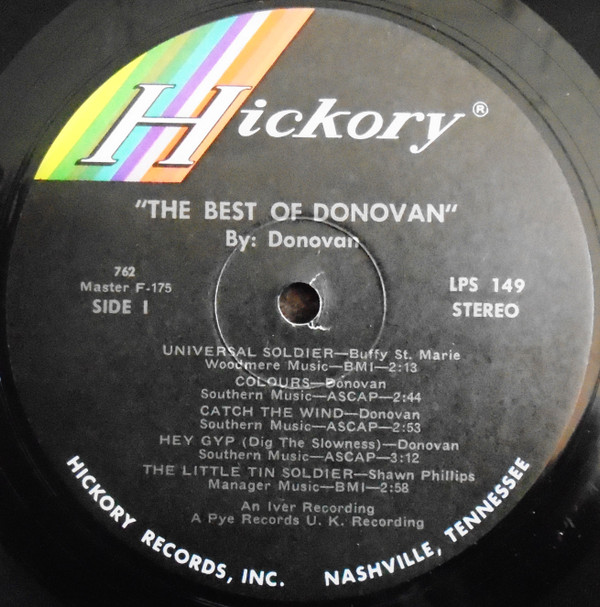 Hickory®
"THE BEST OF DONOVAN"
By: Donovan
762
Master F-175
SIDE I
LPS 149
STEREO
UNIVERSAL SOLDIER—Buffy St. Marie
Woodmere Music—BMI—2:13
COLOURS—Donovan
Southern Music—ASCAP—2:44
CATCH THE WIND—Donovan
Southern Music—ASCAP—2:53
HEY GYP (Dig The Slowness)—Donovan
Southern Music—ASCAP—3:12
THE LITTLE TIN SOLDIER—Shawn Phillips
Manager Music—BMI—2:58
An Iver Recording
A Pye Records U. K. Recording
HICKORY RECORDS, INC. NASHVILLE, TENNESSEE